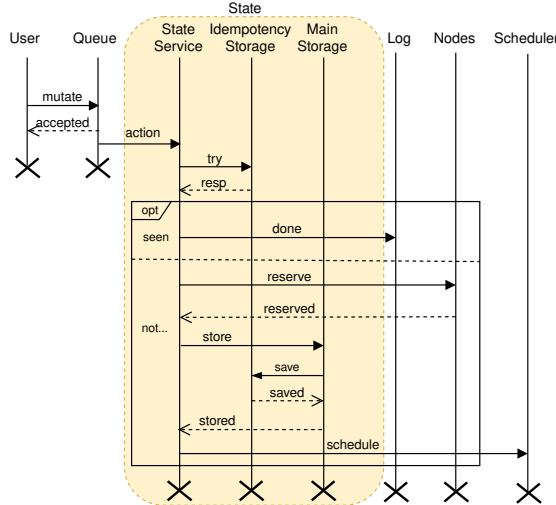 State
User
Queue
State
Service
Idempotency
Storage
Main
Storage
Log
Nodes
Scheduler
mutate
accepted
action
try
resp
opt
seen
done
reserve
reserved
not...
store
save
saved
stored
schedule